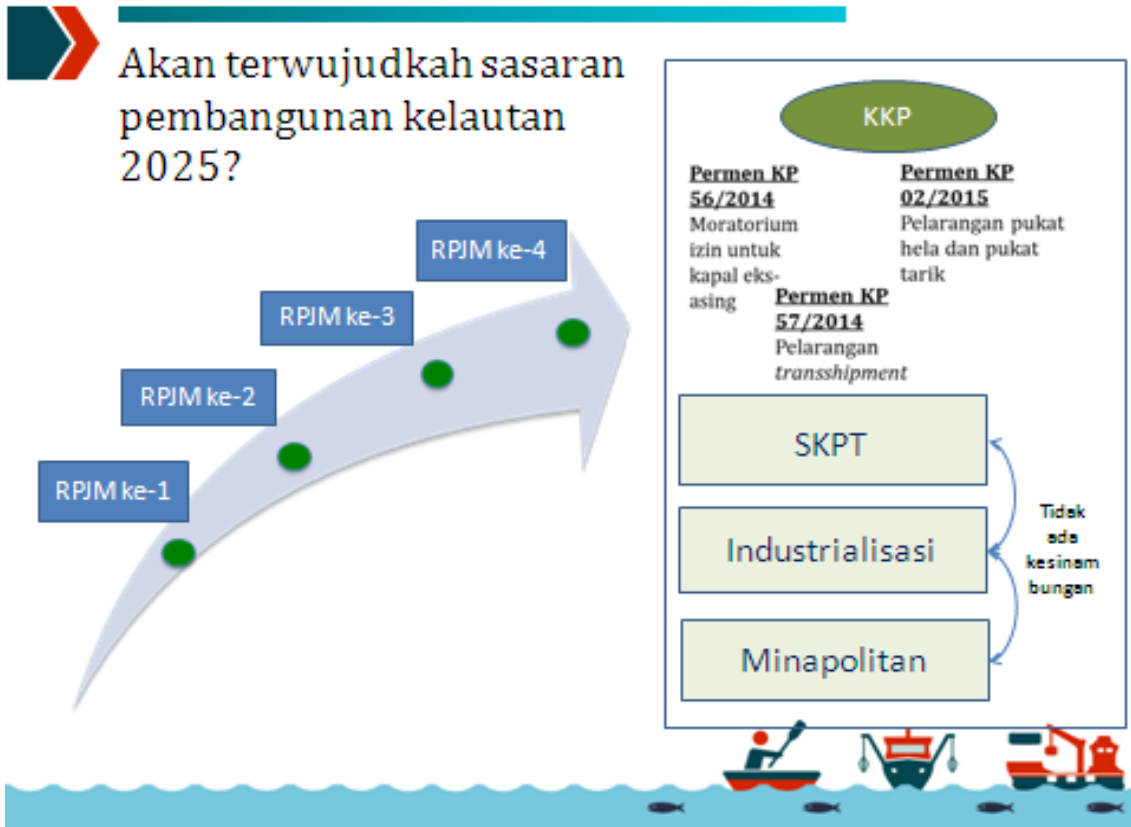 Akan terwujudkah sasaran
pembangunan kelautan
2025?
RPJM ke-4
RPJM ke-3
RPJM ke-2
RPJM ke-1
KKP
Permen KP
56/2014
Moratorium
izin untuk
kapal eks-
asing
Permen KP
02/2015
Pelarangan pukat
hela dan pukat
tarik
Permen KP
57/2014
Pelarangan
transshipment
SKPT
Industrialisasi
Minapolitan
Tidak
ada
kesinam
bungan